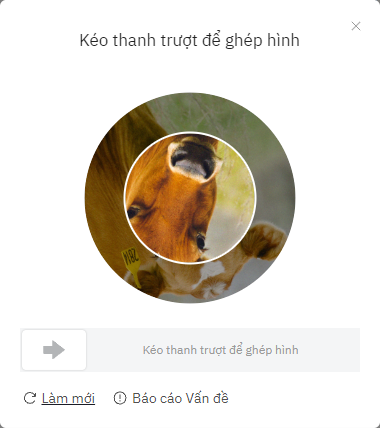 Kéo thanh trượt để ghép hình
Kéo thanh trượt để ghép hình
Làm mới
Báo cáo Vấn đề